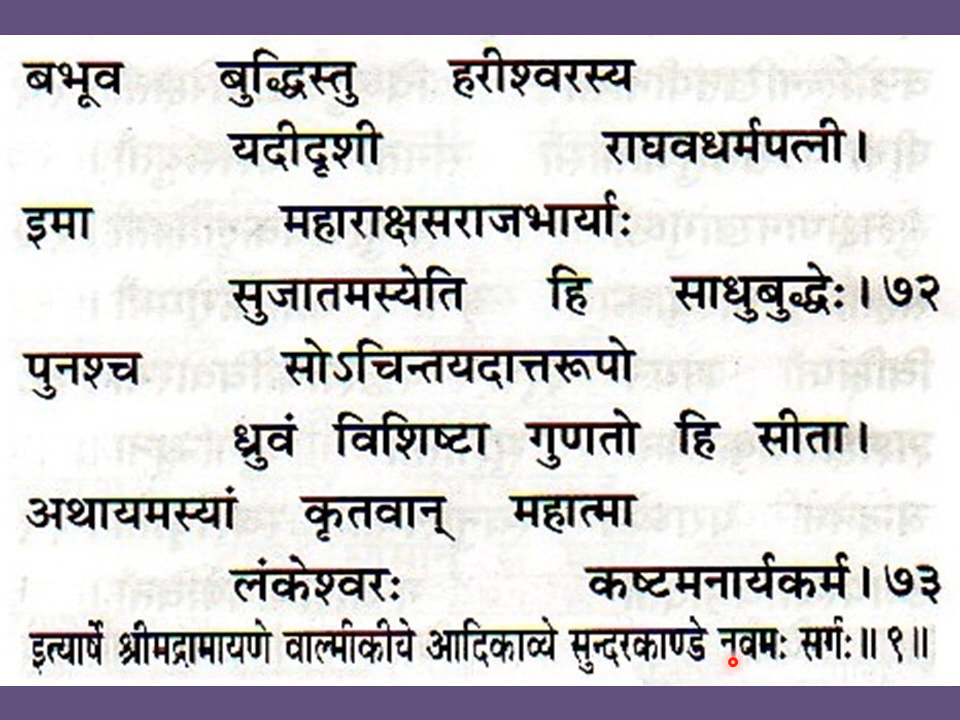 बभूव बुद्धिस्तु हरीश्वरस्य
यदीदृशी राघवधर्मपत्नी।
इमा महाराक्षसराजभार्याः
सुजातमस्येति हि साधुबुद्धेः। ७२
पुनश्च सोऽचिन्तयदात्तरूपो
ध्रुवं विशिष्टा गुणतो हि सीता।
अथायमस्यां कृतवान् महात्मा
लंकेश्वरः कष्टमनार्यकर्म। ७३
इत्यार्षे श्रीमद्रामायणे वाल्मीकीये आदिकाव्ये सुन्दरकाण्डे नवमः सर्गः॥ ९॥